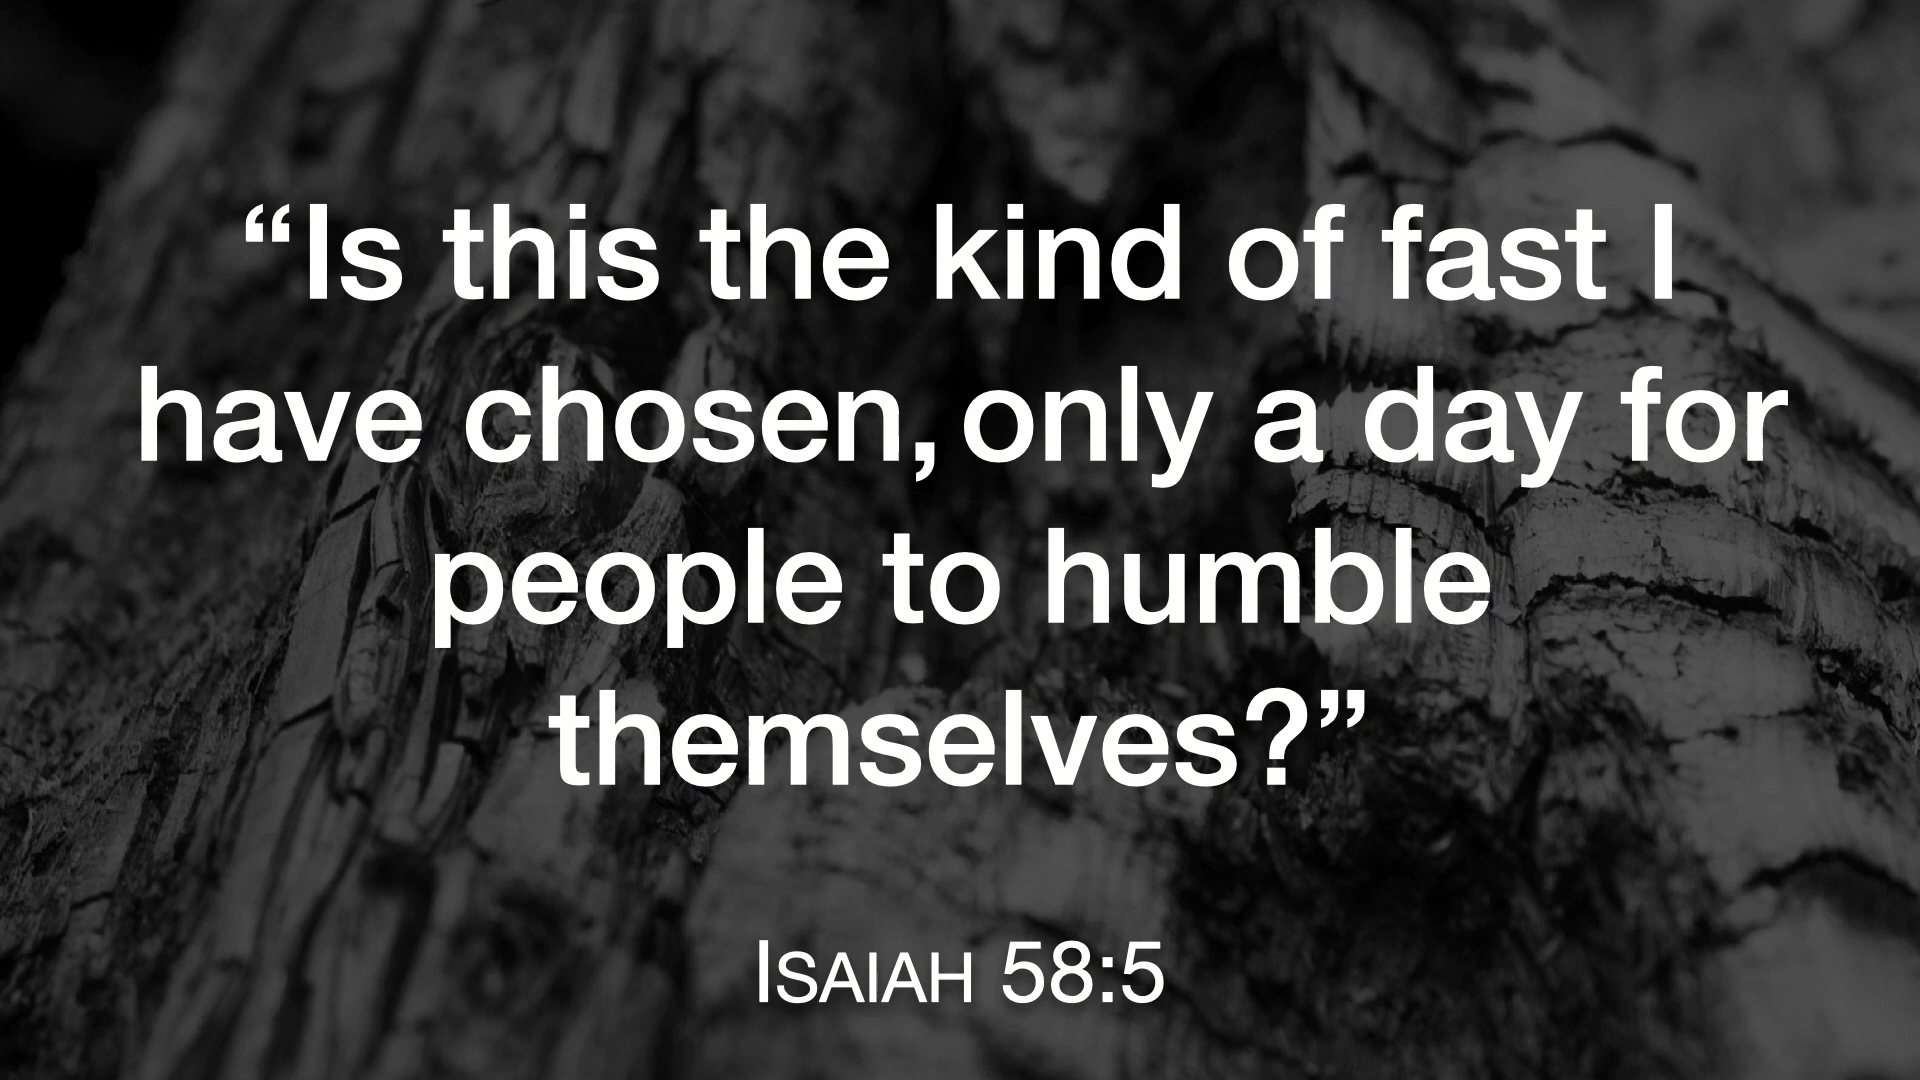 “Is this the kind of fast I
have chosen, only a day for
people to humble
themselves?”
Isaiah 58:5